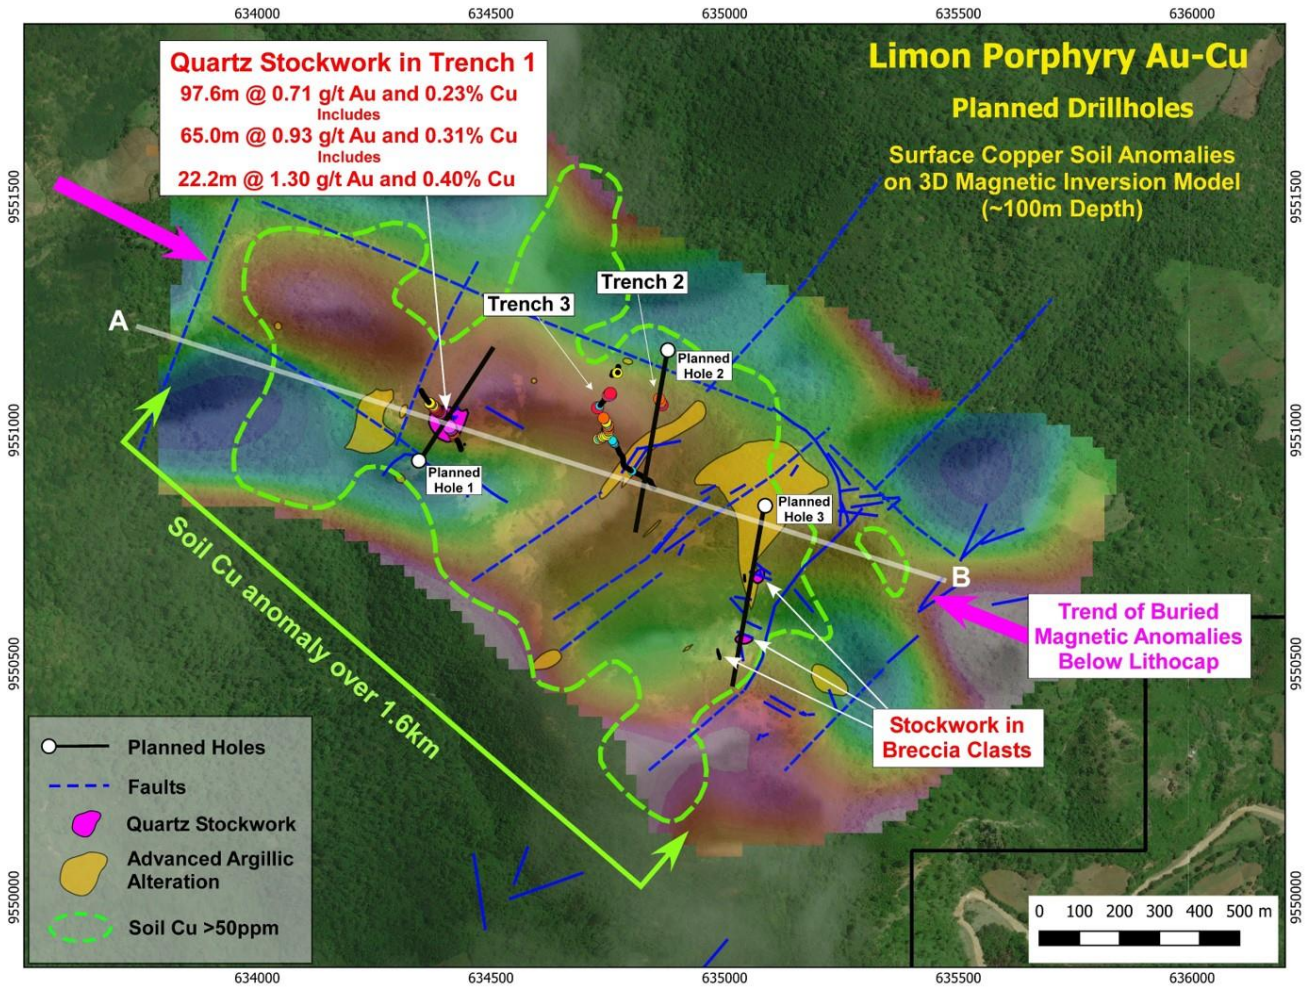 634000 634500 635000 635500 636000
Limon Porphyry Au-Cu
Planned Drillholes
Surface Copper Soil Anomalies
on 3D Magnetic Inversion Model
(~100m Depth)
Quartz Stockwork in Trench 1
97.6m @ 0.71 g/t Au and 0.23% Cu
Includes
65.0m @ 0.93 g/t Au and 0.31% Cu
Includes
22.2m @ 1.30 g/t Au and 0.40% Cu
9551500
9551500
Trench 2
Trench 3
A
Planned
Hole 2
9551000
9551000
Planned
Hole 1
Planned
Hole 3
B
Soil Cu anomaly over 1.6km
Trend of Buried
Magnetic Anomalies
Below Lithocap
9550500
9550500
Stockwork in
Breccia Clasts
Planned Holes
Faults
Quartz Stockwork
Advanced Argillic
Alteration
Soil Cu >50ppm
9550000
9550000
0 100 200 300 400 500 m
634000 634500 635000 635500 636000